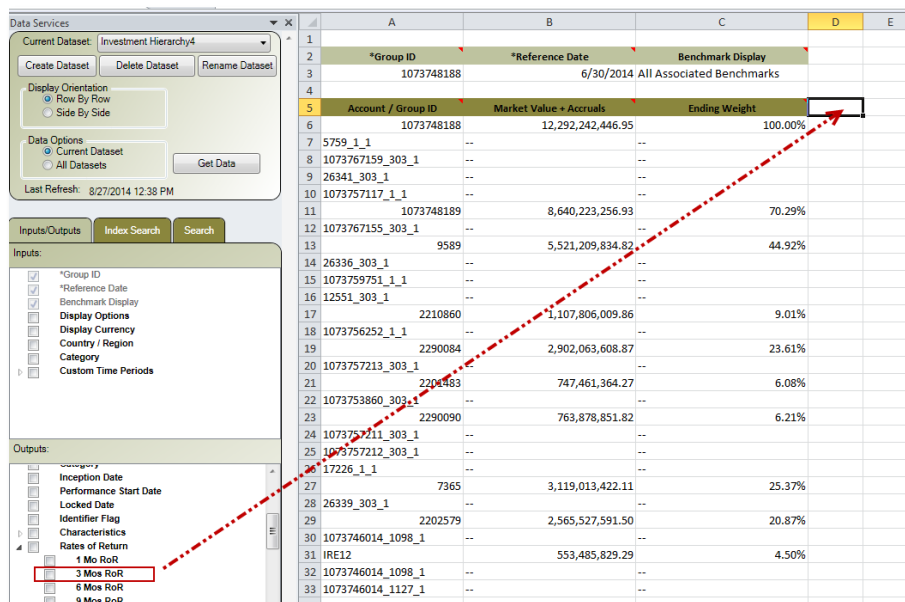 Data Services
Current Dataset: Investment Hierarchy4
Create Dataset Delete Dataset Rename Dataset
Display Orientation
Row By Row
Side By Side
Data Options
Current Dataset
All Datasets
Get Data
Last Refresh: 8/27/2014 12:38 PM
Inputs/Outputs Index Search Search
Inputs:
*Group ID
*Reference Date
Benchmark Display
Display Options
Display Currency
Country / Region
Category
Custom Time Periods
Outputs:
Category
Inception Date
Performance Start Date
Locked Date
Identifier Flag
Characteristics
Rates of Return
1 Mo RoR
3 Mos RoR
6 Mos RoR
9 Mos RoR
A B C D E
1
2 *Group ID *Reference Date Benchmark Display
3 1073748188 6/30/2014 All Associated Benchmarks
4
5 Account / Group ID Market Value + Accruals Ending Weight
6 1073748188 12,292,242,446.95 100.00%
7 5759_1_1 -- --
8 1073767159_303_1 -- --
9 26341_303_1 -- --
10 1073757117_1_1 -- --
11 1073748189 8,640,223,256.93 70.29%
12 1073767155_303_1 -- --
13 9589 5,521,209,834.82 44.92%
14 26336_303_1 -- --
15 1073759751_1_1 -- --
16 12551_303_1 -- --
17 2210860 1,107,806,009.86 9.01%
18 1073756252_1_1 -- --
19 2290084 2,902,063,608.87 23.61%
20 1073757213_303_1 -- --
21 2201483 747,461,364.27 6.08%
22 1073753860_303_1 -- --
23 2290090 763,878,851.82 6.21%
24 1073757211_303_1 -- --
25 1073757212_303_1 -- --
26 17226_1_1 -- --
27 7365 3,119,013,422.11 25.37%
28 26339_303_1 -- --
29 2202579 2,565,527,591.50 20.87%
30 1073746014_1098_1 -- --
31 IRE12 553,485,829.29 4.50%
32 1073746014_1098_1 -- --
33 1073746014_1127_1 -- --